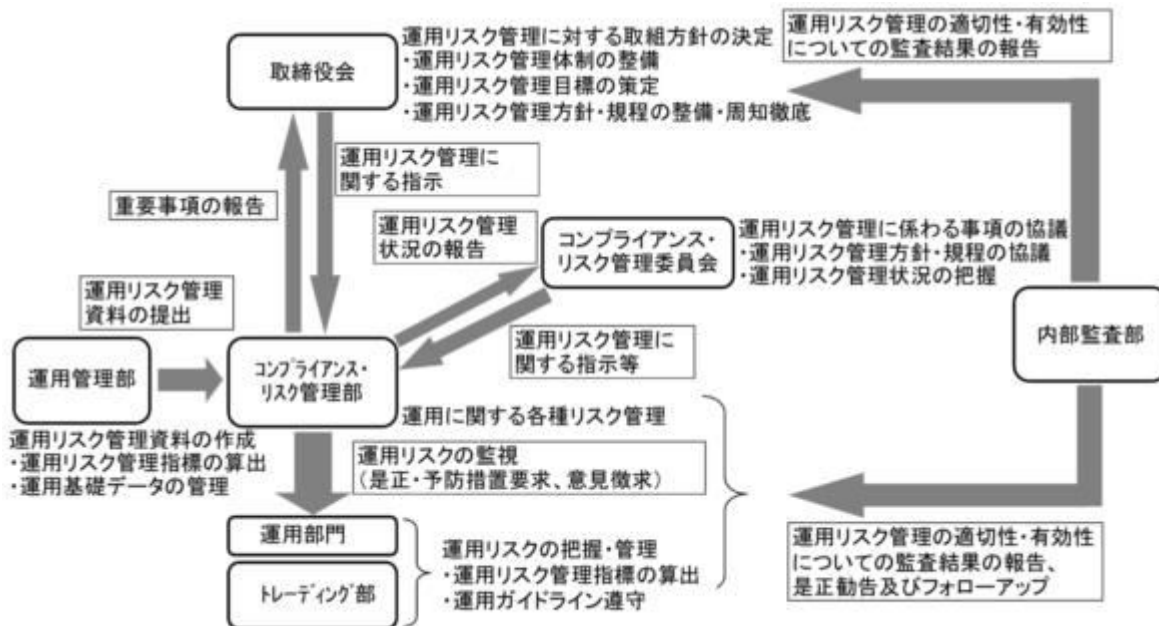 取締役会
運用リスク管理に対する取組方針の決定
・運用リスク管理体制の整備
・運用リスク管理目標の策定
・運用リスク管理方針・規程の整備・周知徹底
運用リスク管理の適切性・有効性
についての監査結果の報告
運用リスク管理に
関する指示
重要事項の報告
運用リスク管理
状況の報告
コンプライアンス・
リスク管理委員会
運用リスク管理に係わる事項の協議
・運用リスク管理方針・規程の協議
・運用リスク管理状況の把握
運用リスク管理
資料の提出
運用リスク管理に
関する指示等
内部監査部
運用管理部
ｺﾝﾌﾟﾗｲｱﾝｽ・
ﾘｽｸ管理部
運用に関する各種リスク管理
運用リスク管理資料の作成
・運用リスク管理指標の算出
・運用基礎データの管理
運用リスクの監視
（是正・予防措置要求、意見徴求）
運用部門
ﾄﾚｰﾃﾞｨﾝｸﾞ部
運用リスクの把握・管理
・運用リスク管理指標の算出
・運用ガイドライン遵守
運用リスク管理の適切性・有効性
についての監査結果の報告、
是正勧告及びフォローアップ